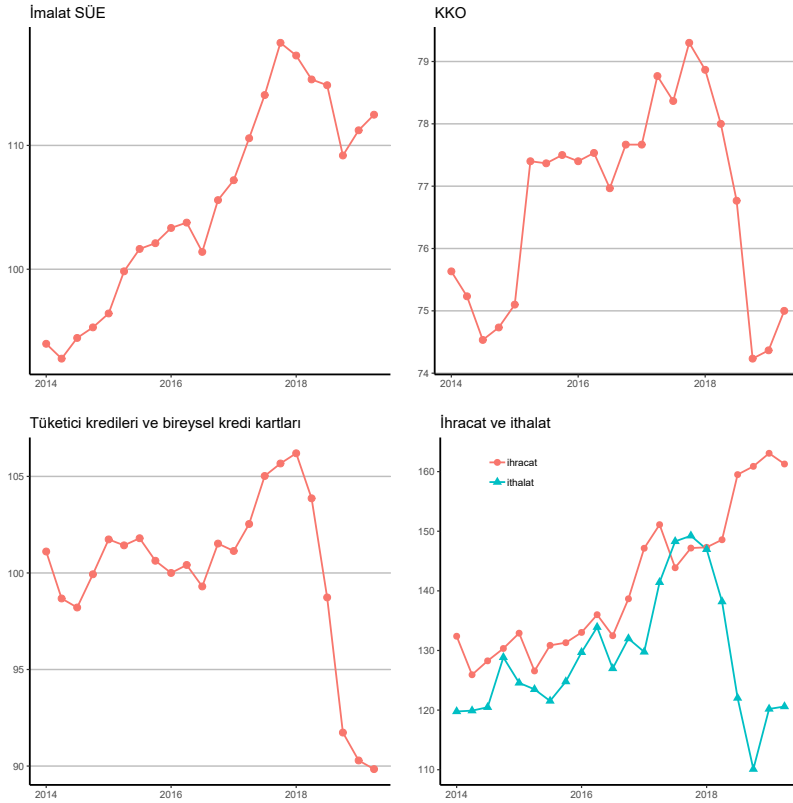 İmalat SÜE
110
100
2014 2016 2018
KKO
79
78
77
76
75
74
2014 2016 2018
Tüketici kredileri ve bireysel kredi kartları
105
100
95
90
2014 2016 2018
İhracat ve ithalat
ihracat
ithalat
160
150
140
130
120
110
2014 2016 2018